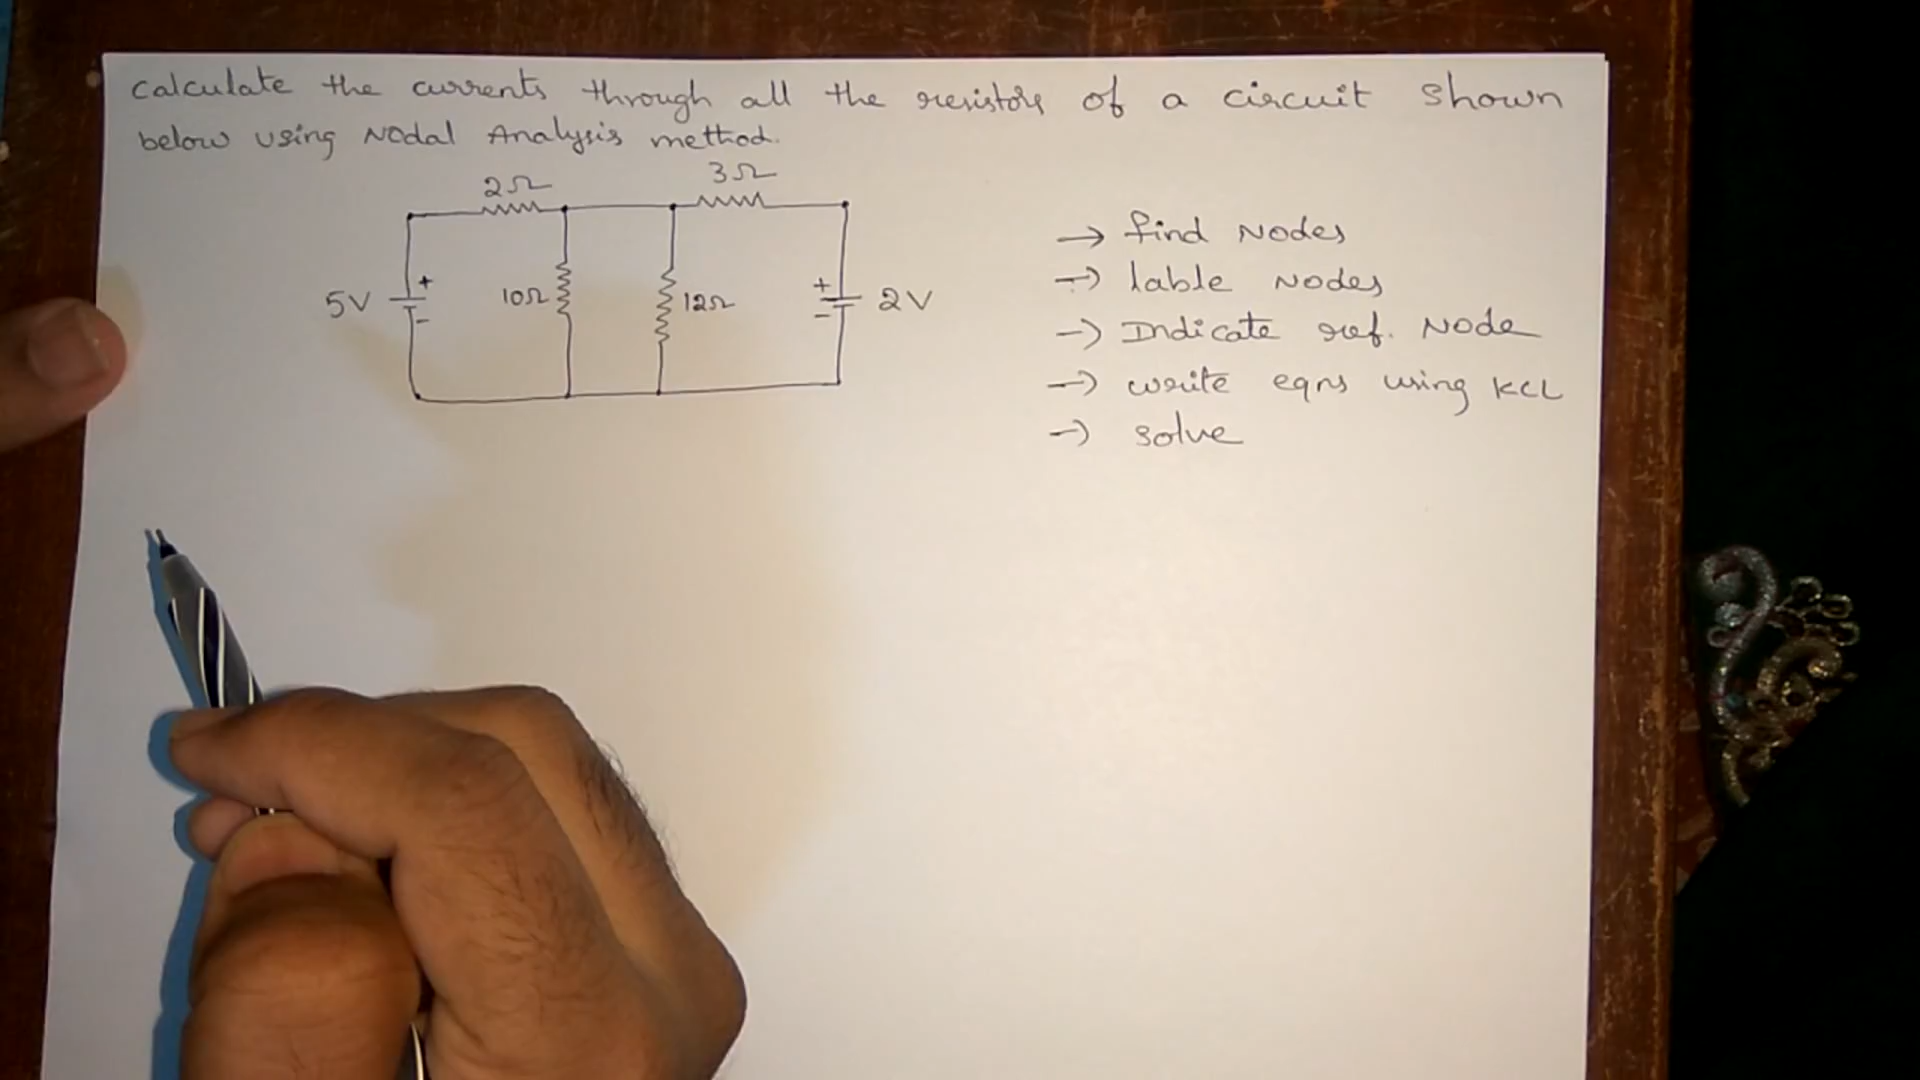 calculate the currents through all the resistors of a circuit shown
below using Nodal Analysis method.
2Ω
3Ω
5V
+
-
10Ω
12Ω
+
-
2V
→ find Nodes
→ lable Nodes
→ Indicate ref. Node
→ write eqns using KCL
→ solve